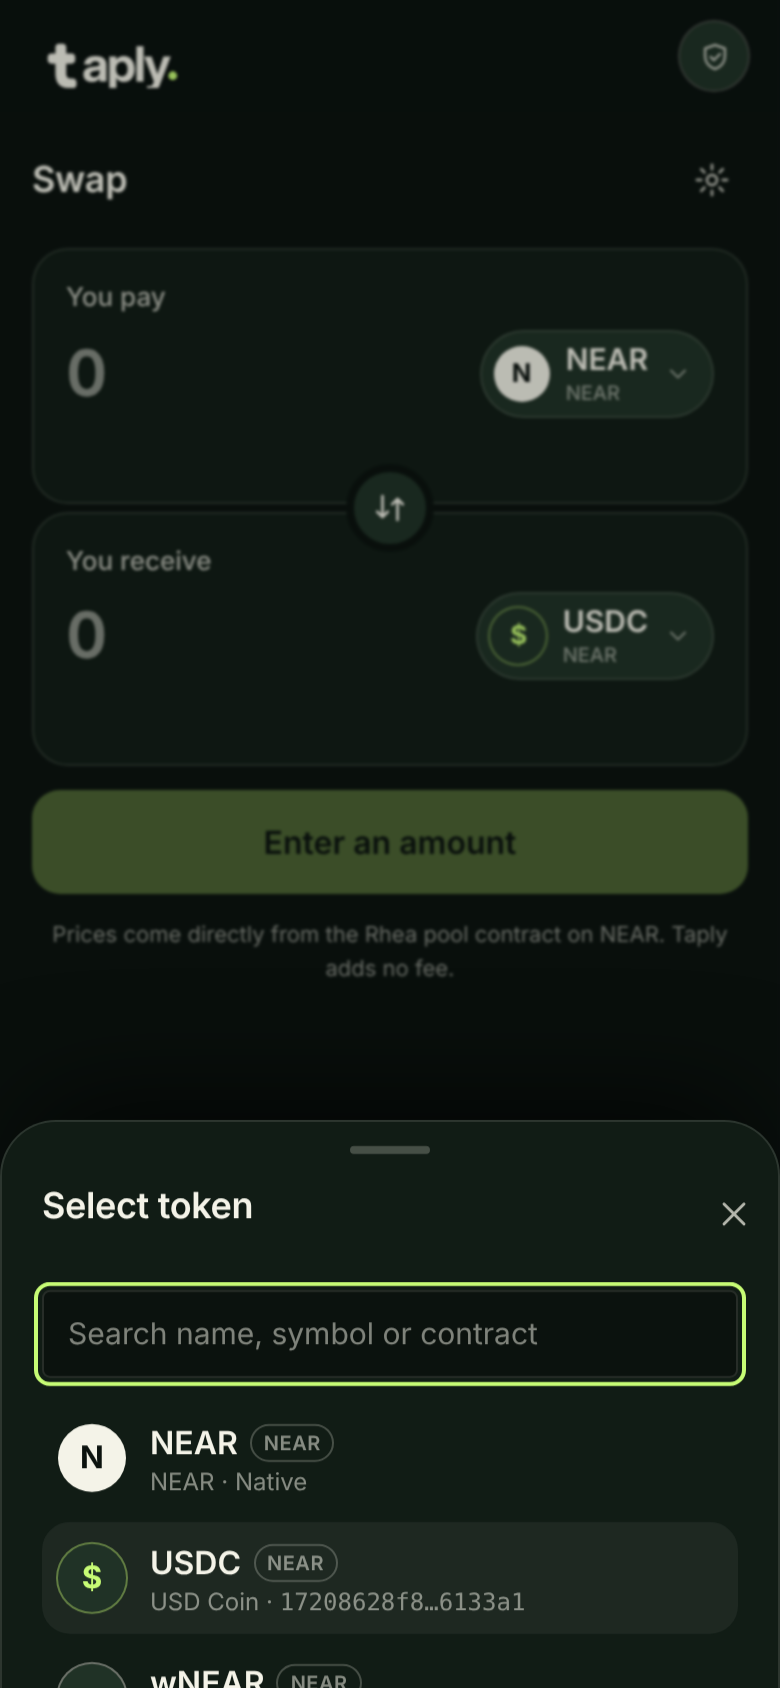 taply.
Swap
You pay
0
N
NEAR
NEAR
You receive
0
$
USDC
NEAR
Enter an amount
Prices come directly from the Rhea pool contract on NEAR. Taply
adds no fee.
Select token
Search name, symbol or contract
N
NEAR NEAR
NEAR · Native
$
USDC NEAR
USD Coin · 17208628f8…6133a1
wNEAR NEAR